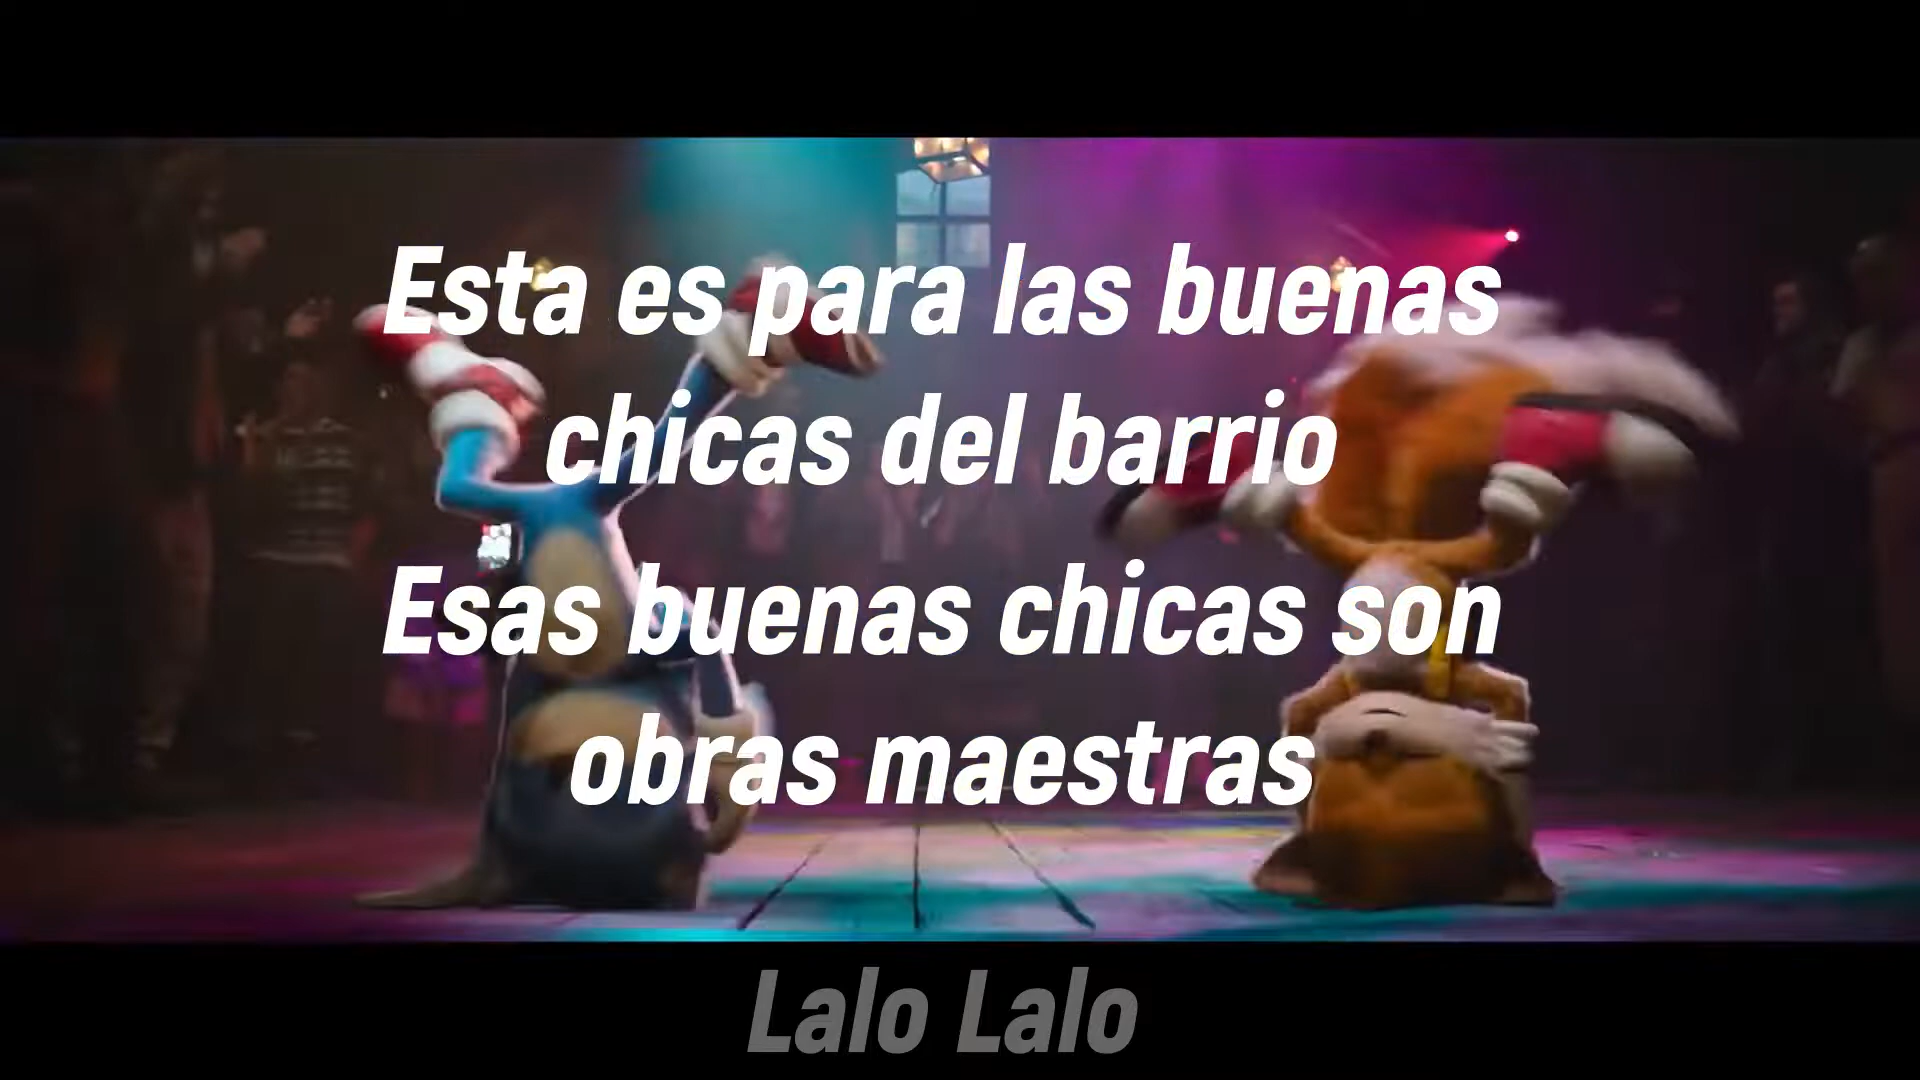 Esta es para las buenas
chicas del barrio
Esas buenas chicas son
obras maestras
Lalo Lalo